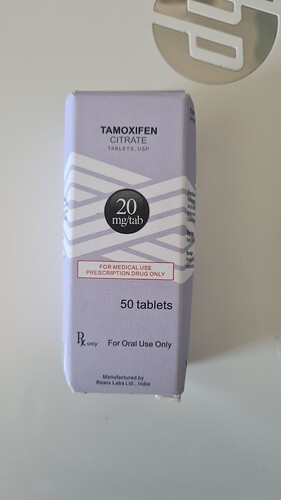 TAMOXIFEN
CITRATE
TABLETS, USP
20
mg/tab
FOR MEDICAL USE
PRESCRIPTION DRUG ONLY
50 tablets
Rx only
For Oral Use Only
Manufactured by
Labs Ltd., India